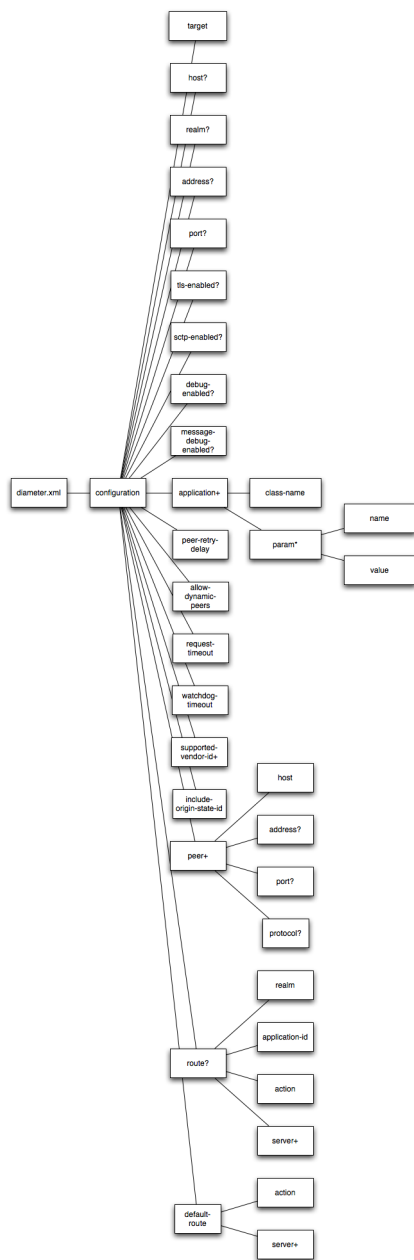 target
host?
realm?
address?
port?
tls-enabled?
sctp-enabled?
debug-
enabled?
message-
debug-
enabled?
diameter.xml
configuration
application+
class-name
param*
name
value
peer-retry-
delay
allow-
dynamic-
peers
request-
timeout
watchdog-
timeout
supported-
vendor-id+
include-
origin-state-id
peer+
host
address?
port?
protocol?
route?
realm
application-id
action
server+
default-
route
action
server+